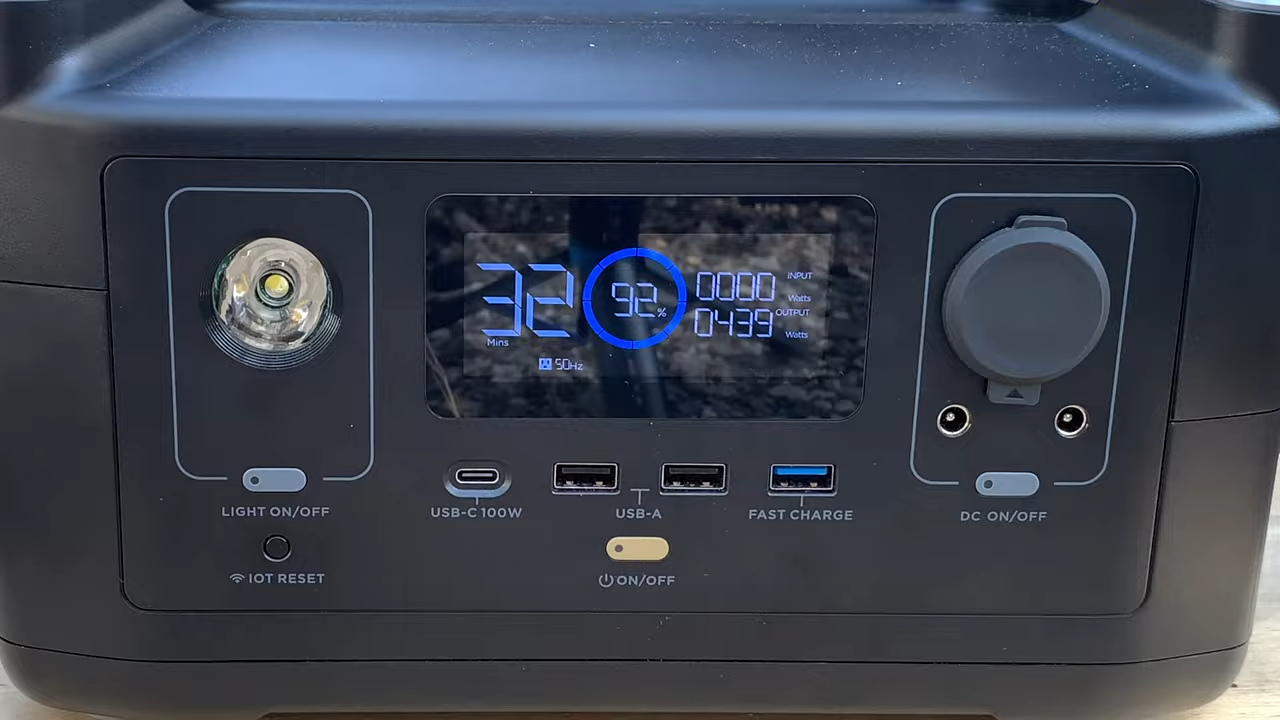 32
Mins
92%
0000 INPUT Watts
0439 OUTPUT Watts
50Hz
USB-C 100W
USB-A
FAST CHARGE
LIGHT ON/OFF
DC ON/OFF
IOT RESET
ON/OFF